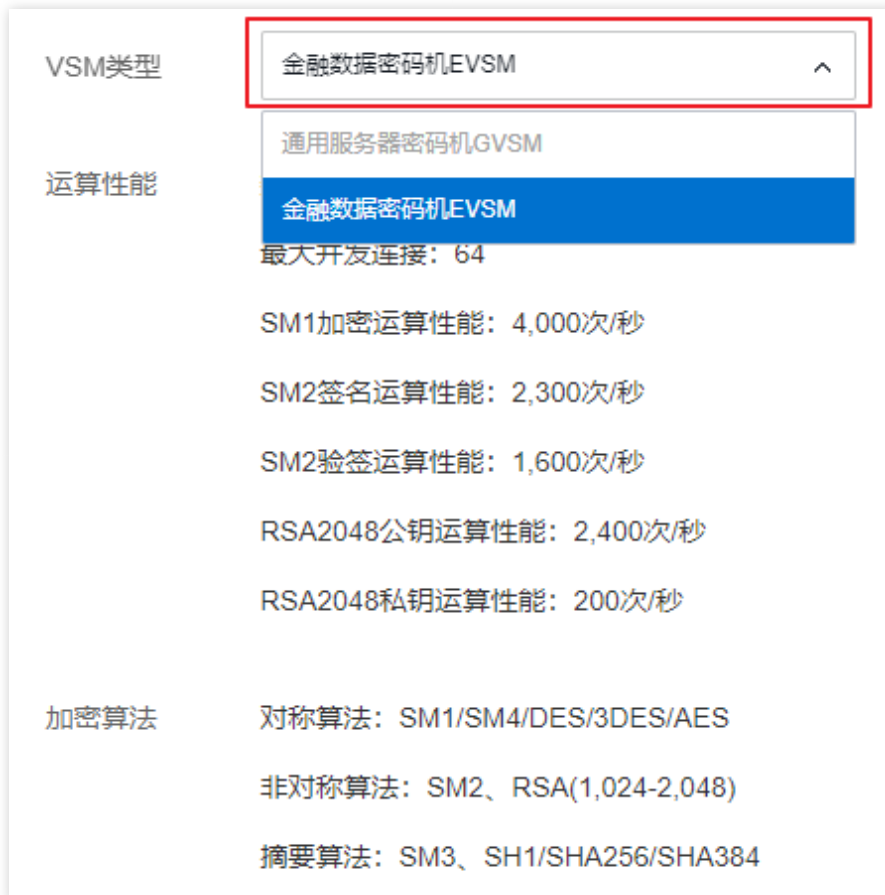 VSM类型 金融数据密码机EVSM
通用服务器密码机GVSM
运算性能
金融数据密码机EVSM
最大开发连接：64
SM1加密运算性能：4,000次/秒
SM2签名运算性能：2,300次/秒
SM2验签运算性能：1,600次/秒
RSA2048公钥运算性能：2,400次/秒
RSA2048私钥运算性能：200次/秒
加密算法 对称算法：SM1/SM4/DES/3DES/AES
非对称算法：SM2、RSA(1,024-2,048)
摘要算法：SM3、SH1/SHA256/SHA384